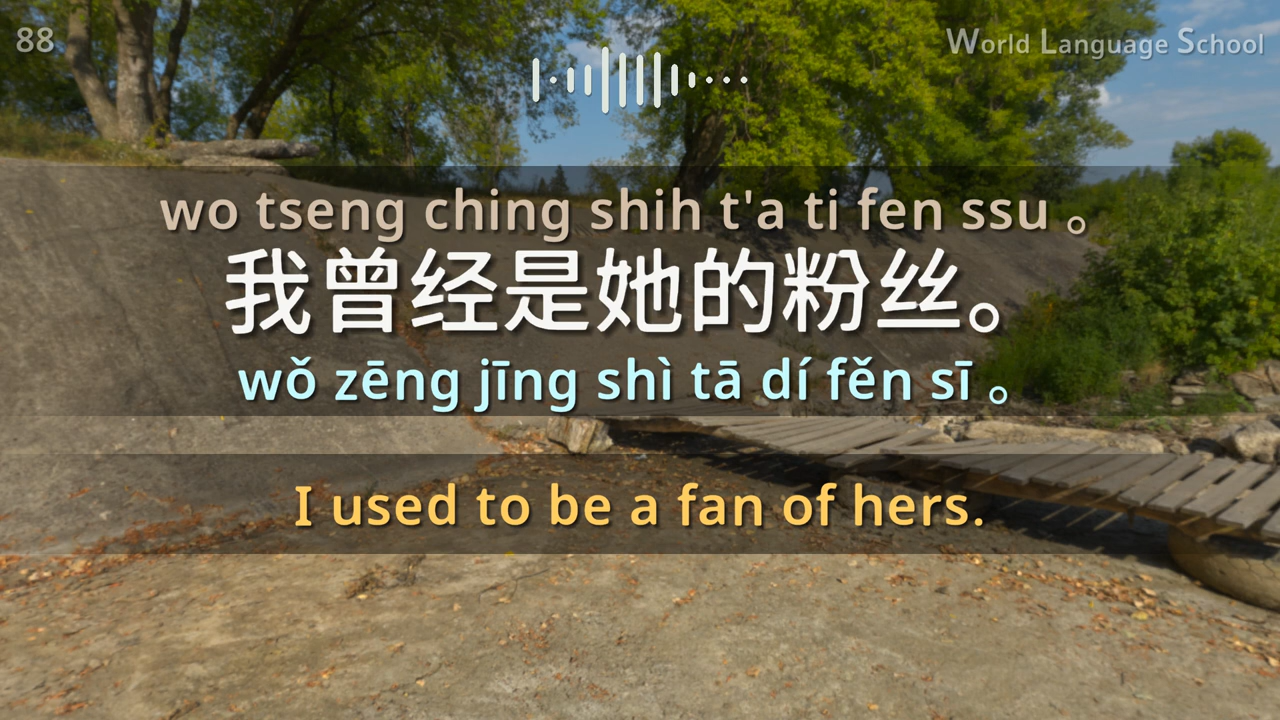 88
World Language School
wo tseng ching shih t'a ti fen ssu 。
我曾经是她的粉丝。
wǒ zēng jīng shì tā dí fěn sī 。
I used to be a fan of hers.